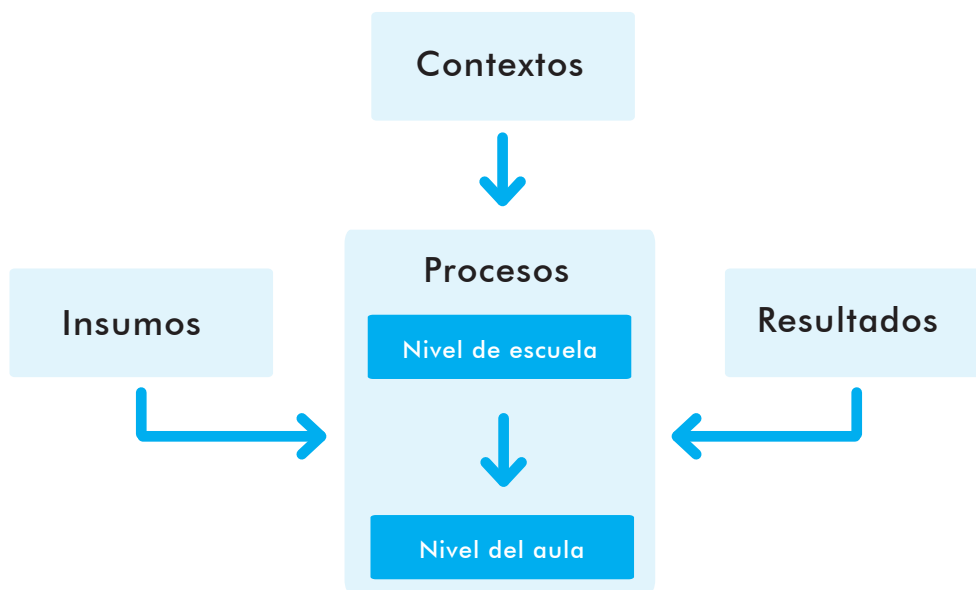 Contextos
Procesos
Insumos
Resultados
Nivel de escuela
Nivel del aula